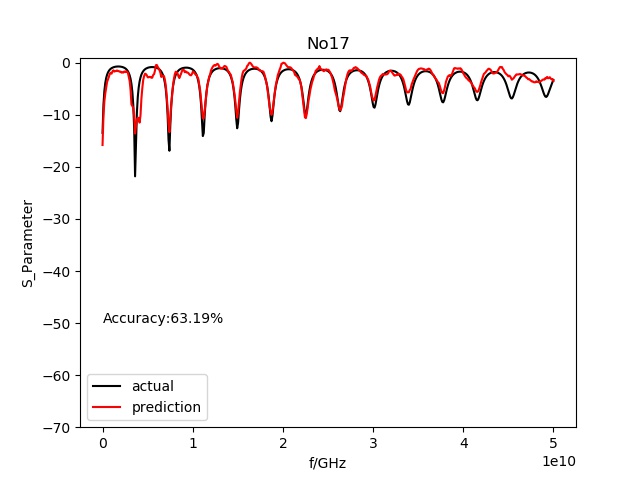 No17
0
−10
−20
−30
−40
−50
−60
−70
S_Parameter
Accuracy:63.19%
actual
prediction
0 1 2 3 4 5
1e10
f/GHz